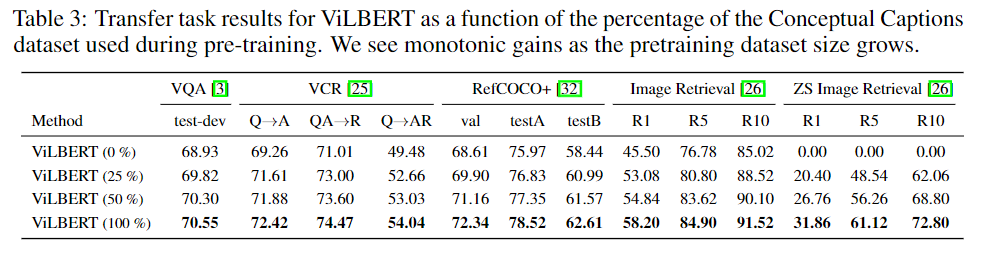 Table 3: Transfer task results for ViLBERT as a function of the percentage of the Conceptual Captions
dataset used during pre-training. We see monotonic gains as the pretraining dataset size grows.
VQA [3] VCR [25] RefCOCO+ [32] Image Retrieval [26] ZS Image Retrieval [26]
Method test-dev Q→A QA→R Q→AR val testA testB R1 R5 R10 R1 R5 R10
ViLBERT (0 %) 68.93 69.26 71.01 49.48 68.61 75.97 58.44 45.50 76.78 85.02 0.00 0.00 0.00
ViLBERT (25 %) 69.82 71.61 73.00 52.66 69.90 76.83 60.99 53.08 80.80 88.52 20.40 48.54 62.06
ViLBERT (50 %) 70.30 71.88 73.60 53.03 71.16 77.35 61.57 54.84 83.62 90.10 26.76 56.26 68.80
ViLBERT (100 %) 70.55 72.42 74.47 54.04 72.34 78.52 62.61 58.20 84.90 91.52 31.86 61.12 72.80